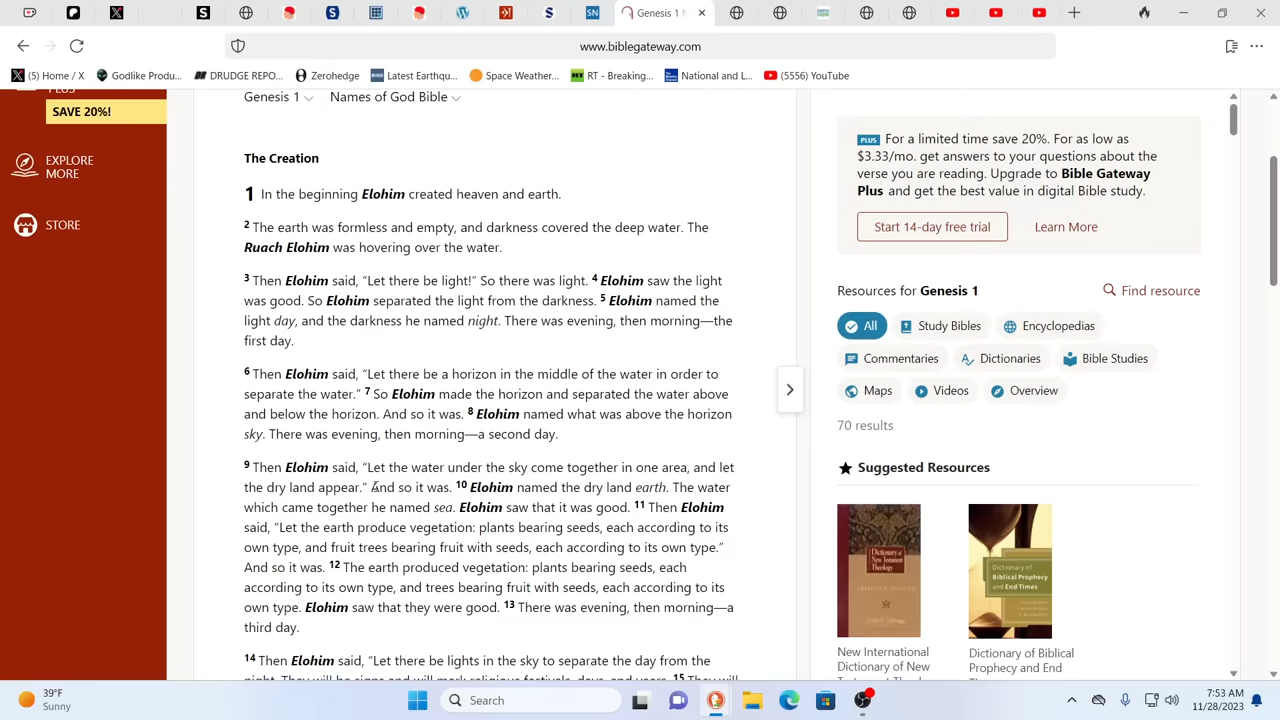 Genesis 1 N
www.biblegateway.com
(5) Home / X
Godlike Produ...
DRUDGE REPO...
Zerohedge
Latest Earthqu...
Space Weather...
RT - Breaking...
National and L...
(5556) YouTube
PLUS
SAVE 20%!
EXPLORE
MORE
STORE
Genesis 1
Names of God Bible
The Creation
1 In the beginning Elohim created heaven and earth.
2 The earth was formless and empty, and darkness covered the deep water. The
Ruach Elohim was hovering over the water.
3 Then Elohim said, “Let there be light!” So there was light. 4 Elohim saw the light
was good. So Elohim separated the light from the darkness. 5 Elohim named the
light day, and the darkness he named night. There was evening, then morning—the
first day.
6 Then Elohim said, “Let there be a horizon in the middle of the water in order to
separate the water.” 7 So Elohim made the horizon and separated the water above
and below the horizon. And so it was. 8 Elohim named what was above the horizon
sky. There was evening, then morning—a second day.
9 Then Elohim said, “Let the water under the sky come together in one area, and let
the dry land appear.” And so it was. 10 Elohim named the dry land earth. The water
which came together he named sea. Elohim saw that it was good. 11 Then Elohim
said, “Let the earth produce vegetation: plants bearing seeds, each according to its
own type, and fruit trees bearing fruit with seeds, each according to its own type.”
And so it was. 12 The earth produced vegetation: plants bearing seeds, each
according to its own type, and trees bearing fruit with seeds, each according to its
own type. Elohim saw that they were good. 13 There was evening, then morning—a
third day.
14 Then Elohim said, “Let there be lights in the sky to separate the day from the
PLUS For a limited time save 20%. For as low as
$3.33/mo. get answers to your questions about the
verse you are reading. Upgrade to Bible Gateway
Plus and get the best value in digital Bible study.
Start 14-day free trial
Learn More
Resources for Genesis 1
Find resource
All
Study Bibles
Encyclopedias
Commentaries
Dictionaries
Bible Studies
Maps
Videos
Overview
70 results
Suggested Resources
Dictionary of
New Testament
Theology
Dictionary of
Biblical Prophecy
and End Times
New International
Dictionary of New
Dictionary of Biblical
Prophecy and End
39°F
Sunny
Search
7:53 AM
11/28/2023